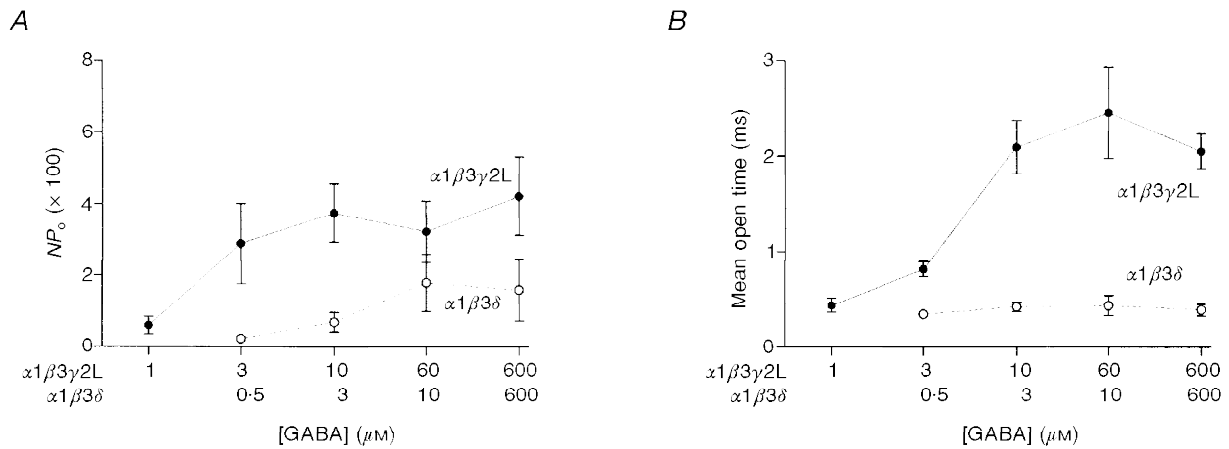 A
B
8
6
4
2
0
NPo (× 100)
α1β3γ2L
α1β3δ
α1β3γ2L 1 3 10 60 600
α1β3δ 0·5 3 10 600
[GABA] (μM)
3
2
1
0
Mean open time (ms)
α1β3γ2L
α1β3δ
α1β3γ2L 1 3 10 60 600
α1β3δ 0·5 3 10 600
[GABA] (μM)